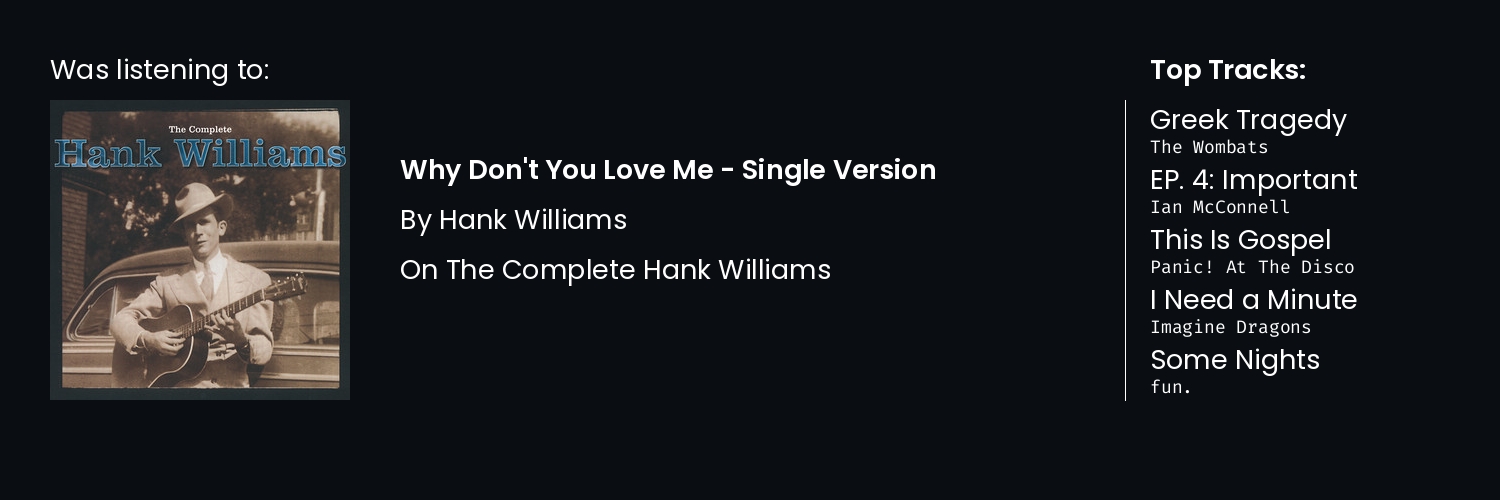 Was listening to:
The Complete
Hank Williams
Why Don't You Love Me - Single Version
By Hank Williams
On The Complete Hank Williams
Top Tracks:
Greek Tragedy
The Wombats
EP. 4: Important
Ian McConnell
This Is Gospel
Panic! At The Disco
I Need a Minute
Imagine Dragons
Some Nights
fun.